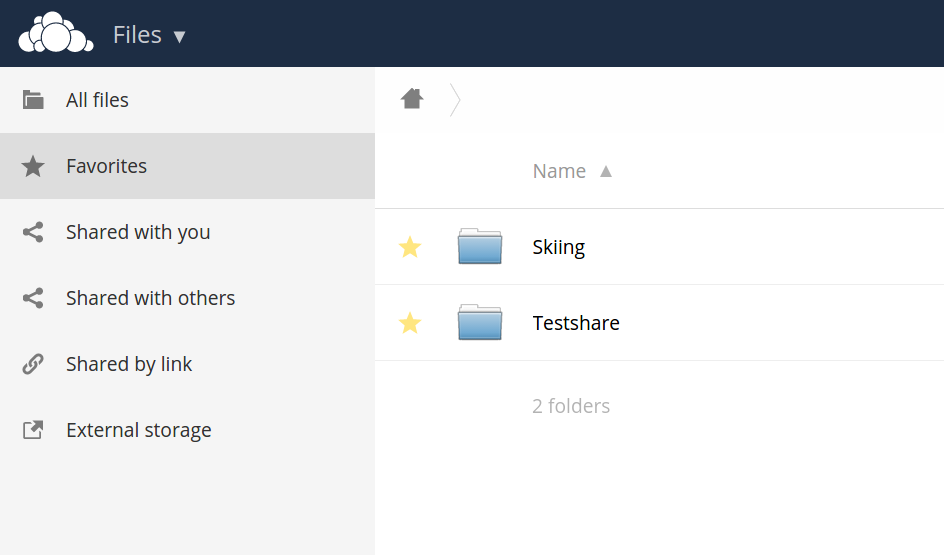 Files ▼
All files
Favorites
Shared with you
Shared with others
Shared by link
External storage
Name ▲
Skiing
Testshare
2 folders